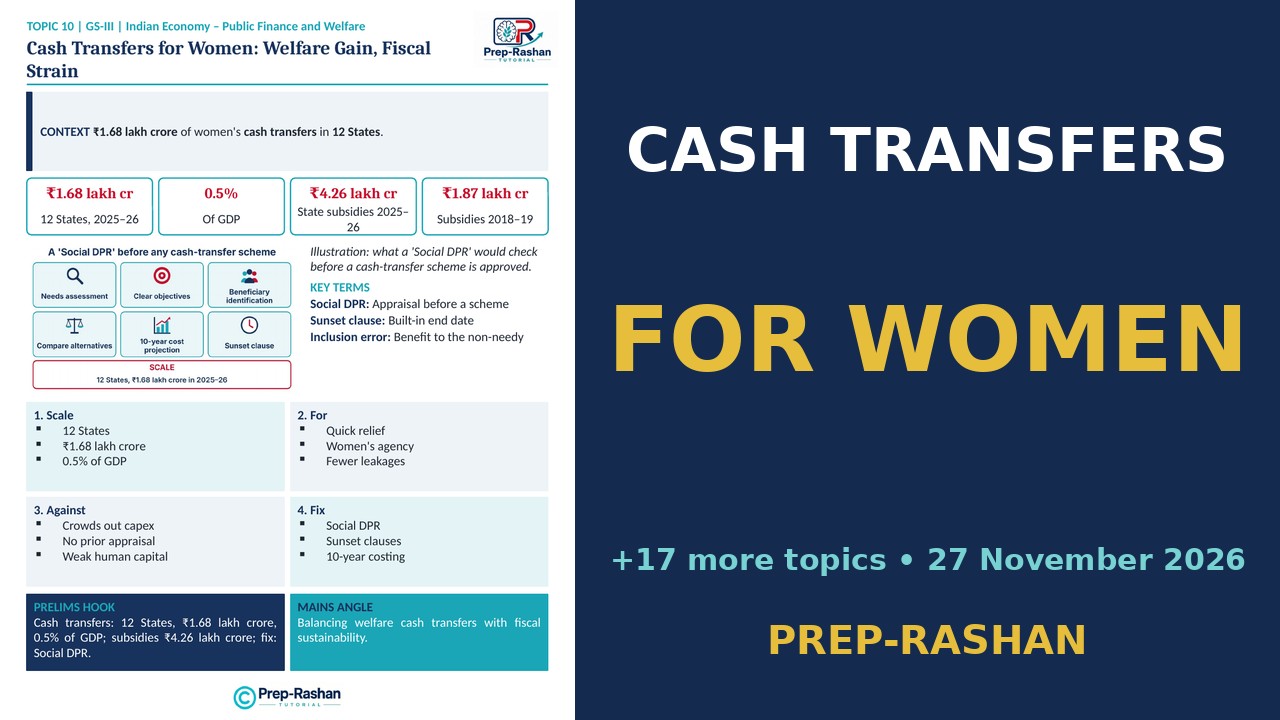 TOPIC 10 | GS-III | Indian Economy – Public Finance and Welfare
Cash Transfers for Women: Welfare Gain, Fiscal
Strain
Prep-Rashan
TUTORIAL
CONTEXT ₹1.68 lakh crore of women's cash transfers in 12 States.
₹1.68 lakh cr
12 States, 2025–26
0.5%
Of GDP
₹4.26 lakh cr
State subsidies 2025–
26
₹1.87 lakh cr
Subsidies 2018–19
A 'Social DPR' before any cash-transfer scheme
Needs assessment
Clear objectives
Beneficiary
identification
Compare alternatives
10-year cost
projection
Sunset clause
SCALE
12 States, ₹1.68 lakh crore in 2025–26
Illustration: what a 'Social DPR' would check
before a cash-transfer scheme is approved.
KEY TERMS
Social DPR: Appraisal before a scheme
Sunset clause: Built-in end date
Inclusion error: Benefit to the non-needy
1. Scale
▪ 12 States
▪ ₹1.68 lakh crore
▪ 0.5% of GDP
2. For
▪ Quick relief
▪ Women's agency
▪ Fewer leakages
3. Against
▪ Crowds out capex
▪ No prior appraisal
▪ Weak human capital
4. Fix
▪ Social DPR
▪ Sunset clauses
▪ 10-year costing
PRELIMS HOOK
Cash transfers: 12 States, ₹1.68 lakh crore,
0.5% of GDP; subsidies ₹4.26 lakh crore; fix:
Social DPR.
MAINS ANGLE
Balancing welfare cash transfers with fiscal
sustainability.
© Prep-Rashan
TUTORIAL
CASH TRANSFERS
FOR WOMEN
+17 more topics • 27 November 2026
PREP-RASHAN